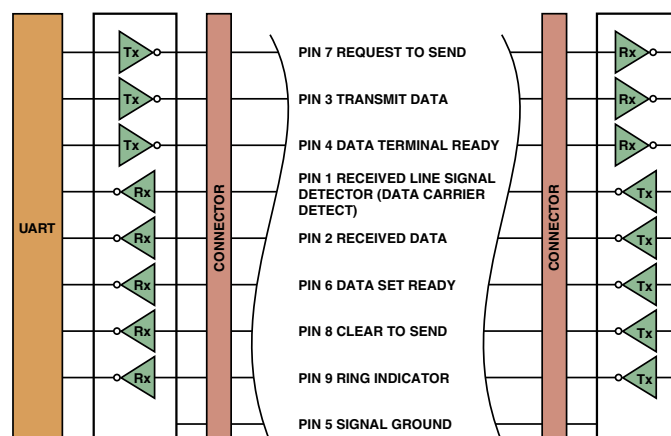 Tx PIN 7 REQUEST TO SEND Rx
Tx PIN 3 TRANSMIT DATA Rx
Tx PIN 4 DATA TERMINAL READY Rx
Rx PIN 1 RECEIVED LINE SIGNAL Tx
DETECTOR (DATA CARRIER
DETECT)
UART Rx CONNECTOR PIN 2 RECEIVED DATA CONNECTOR Tx
Rx PIN 6 DATA SET READY Tx
Rx PIN 8 CLEAR TO SEND Tx
Rx PIN 9 RING INDICATOR Tx
PIN 5 SIGNAL GROUND